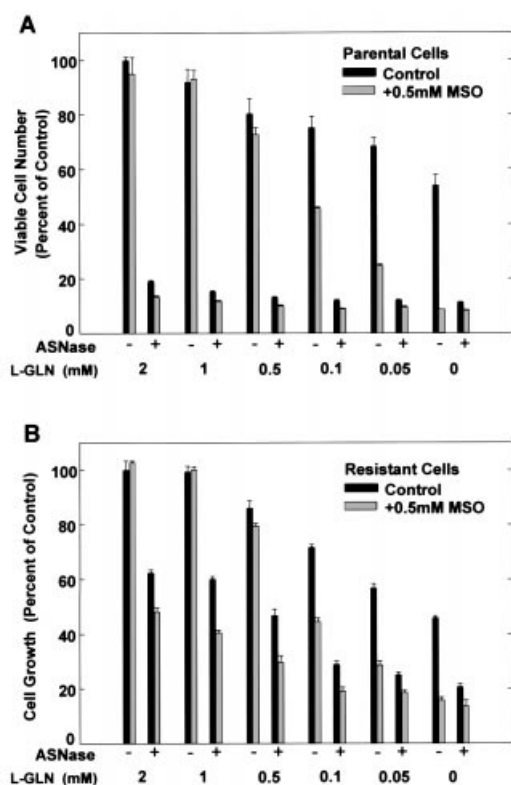 A
Parental Cells
Control
+0.5mM MSO
Viable Cell Number
(Percent of Control)
100
80
60
40
20
0
ASNase - + - + - + - + - + - +
L-GLN (mM) 2 1 0.5 0.1 0.05 0
B
Resistant Cells
Control
+0.5mM MSO
Cell Growth (Percent of Control)
100
80
60
40
20
0
ASNase - + - + - + - + - + - +
L-GLN (mM) 2 1 0.5 0.1 0.05 0